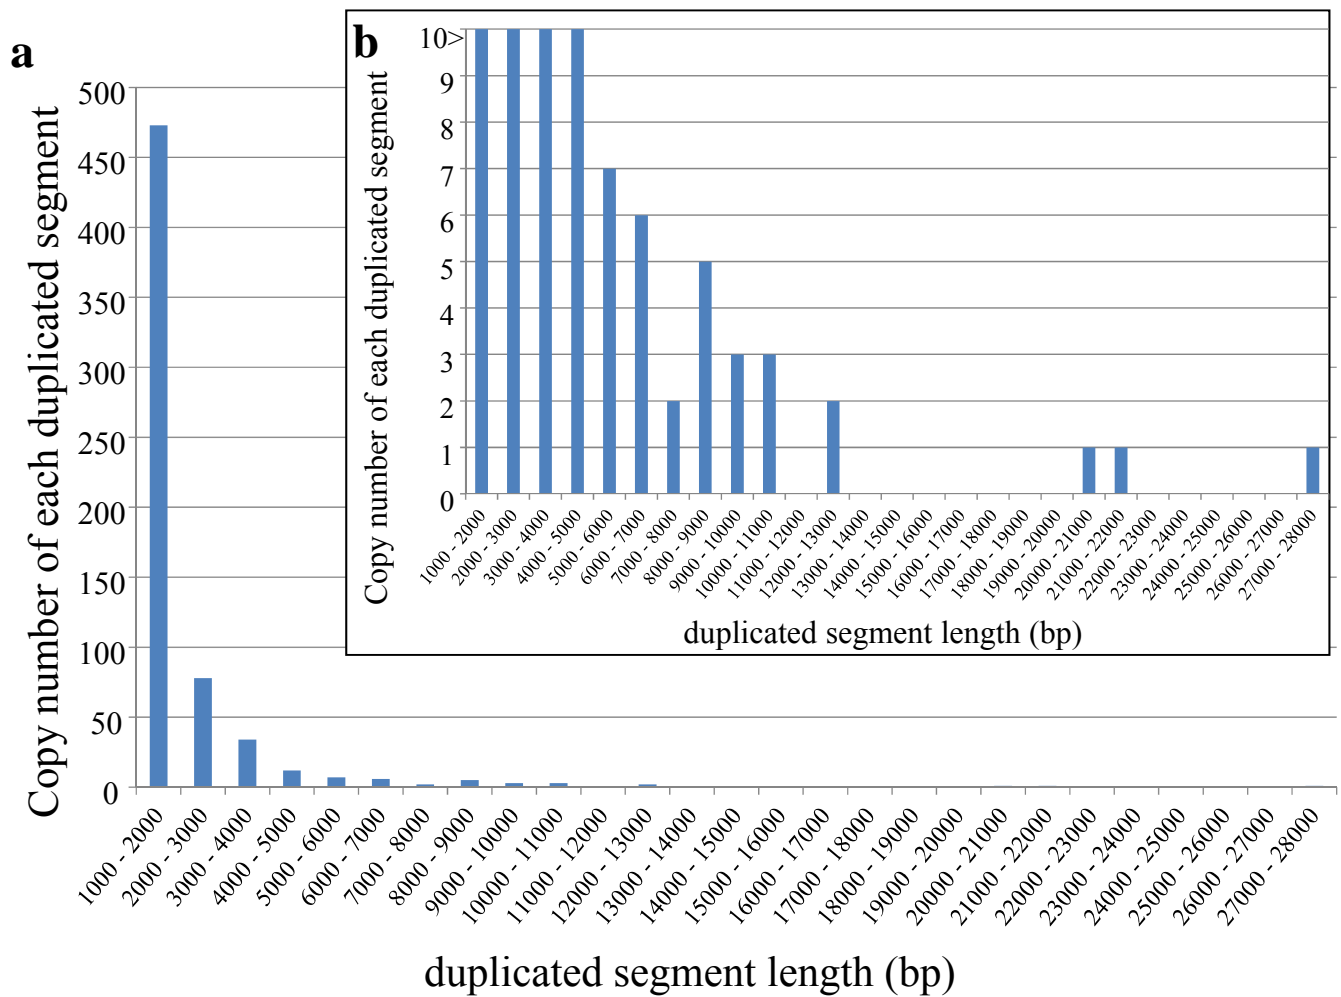 a
Copy number of each duplicated segment
500
450
400
350
300
250
200
150
100
50
0
1000 - 2000
2000 - 3000
3000 - 4000
4000 - 5000
5000 - 6000
6000 - 7000
7000 - 8000
8000 - 9000
9000 - 10000
10000 - 11000
11000 - 12000
12000 - 13000
13000 - 14000
14000 - 15000
15000 - 16000
16000 - 17000
17000 - 18000
18000 - 19000
19000 - 20000
20000 - 21000
21000 - 22000
22000 - 23000
23000 - 24000
24000 - 25000
25000 - 26000
26000 - 27000
27000 - 28000
duplicated segment length (bp)
b
Copy number of each duplicated segment
10>
9
8
7
6
5
4
3
2
1
0
1000 - 2000
2000 - 3000
3000 - 4000
4000 - 5000
5000 - 6000
6000 - 7000
7000 - 8000
8000 - 9000
9000 - 10000
10000 - 11000
11000 - 12000
12000 - 13000
13000 - 14000
14000 - 15000
15000 - 16000
16000 - 17000
17000 - 18000
18000 - 19000
19000 - 20000
20000 - 21000
21000 - 22000
22000 - 23000
23000 - 24000
24000 - 25000
25000 - 26000
26000 - 27000
27000 - 28000
duplicated segment length (bp)